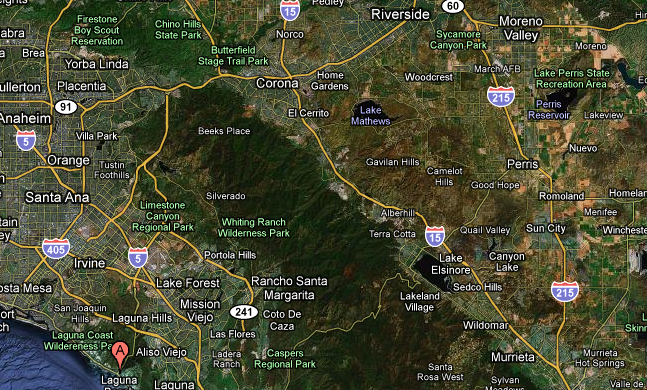 15
Pedley
60
Firestone
Boy Scout
Reservation
Chino Hills
State Park
Riverside
Moreno
Valley
Norco
Sycamore
Canyon Park
Moreno
Brea
Yorba Linda
Butterfield
Stage Trail Park
March AFB
Lake Perris State
Recreation Area
Placentia
Corona
Home
Gardens
Woodcrest
91
215
Perris
Reservoir
Anaheim
El Cerrito
Lake
Mathews
Lakeview
Villa Park
Beeks Place
5
Orange
Tustin
Foothills
Gavilan Hills
Camelot
Hills
Perris
Nuevo
Good Hope
Santa Ana
Silverado
Limestone
Canyon
Regional Park
Whiting Ranch
Wilderness Park
Alberhill
Romoland
Menifee
Terra Cotta
15
Quail Valley
Sun City
405
5
Irvine
Portola Hills
Lake
Elsinore
Canyon
Lake
Lake Forest
Rancho Santa
Margarita
Lakeland
Village
Sedco Hills
215
San Joaquin
Hills
Mission
Viejo
241
Coto De
Caza
Laguna Hills
Las Flores
Wildomar
Laguna Coast
A
Aliso Viejo
Ladera
Ranch
Caspers
Regional Park
Murrieta
Murrieta
Hot Springs
Laguna
Laguna
Santa
Rosa West
Sylvan